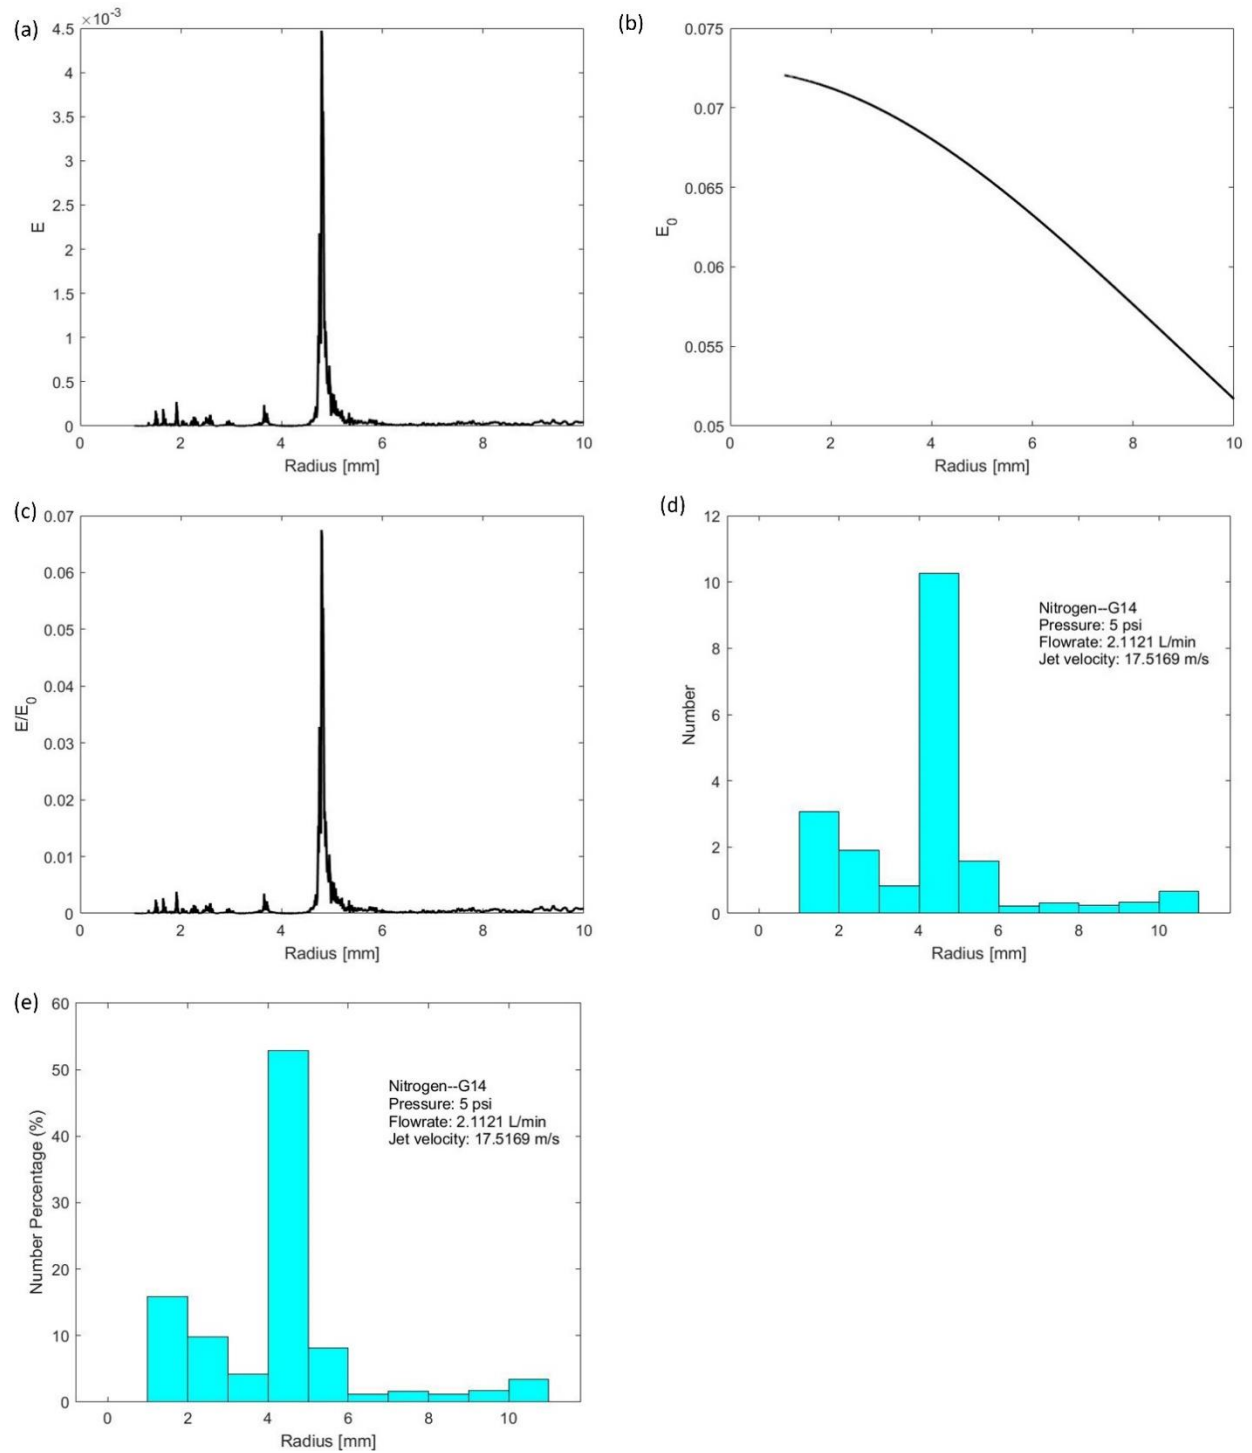 (a)
×10⁻³
4.5
4
3.5
3
2.5
2
1.5
1
0.5
0
E
0 2 4 6 8 10
Radius [mm]
(b)
0.075
0.07
0.065
0.06
0.055
0.05
E₀
0 2 4 6 8 10
Radius [mm]
(c)
0.07
0.06
0.05
0.04
0.03
0.02
0.01
0
E/E₀
0 2 4 6 8 10
Radius [mm]
(d)
12
10
8
6
4
2
0
Number
Nitrogen--G14
Pressure: 5 psi
Flowrate: 2.1121 L/min
Jet velocity: 17.5169 m/s
0 2 4 6 8 10
Radius [mm]
(e)
60
50
40
30
20
10
0
Number Percentage (%)
Nitrogen--G14
Pressure: 5 psi
Flowrate: 2.1121 L/min
Jet velocity: 17.5169 m/s
0 2 4 6 8 10
Radius [mm]